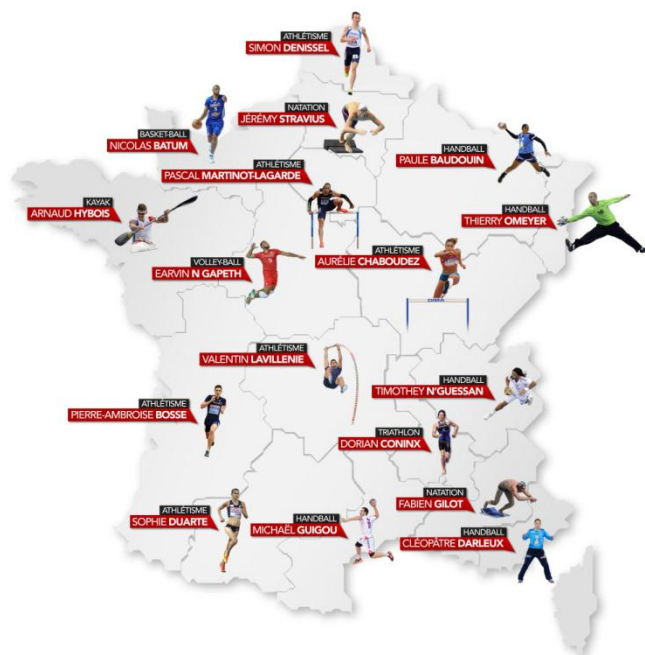 ATHLÉTISME
SIMON DENISSEL
NATATION
JÉRÉMY STRAVIUS
BASKET-BALL
NICOLAS BATUM
HANDBALL
PAULE BAUDOUIN
ATHLÉTISME
PASCAL MARTINOT-LAGARDE
KAYAK
ARNAUD HYBOIS
HANDBALL
THIERRY OMEYER
VOLLEY-BALL
EARVIN N GAPETH
ATHLÉTISME
AURÉLIE CHABOUDEZ
ATHLÉTISME
VALENTIN LAVILLENIE
HANDBALL
TIMOTHEY N'GUESSAN
ATHLÉTISME
PIERRE-AMBROISE BOSSE
TRIATHLON
DORIAN CONINX
NATATION
FABIEN GILOT
ATHLÉTISME
SOPHIE DUARTE
HANDBALL
MICHAËL GUIGOU
HANDBALL
CLÉOPÂTRE DARLEUX